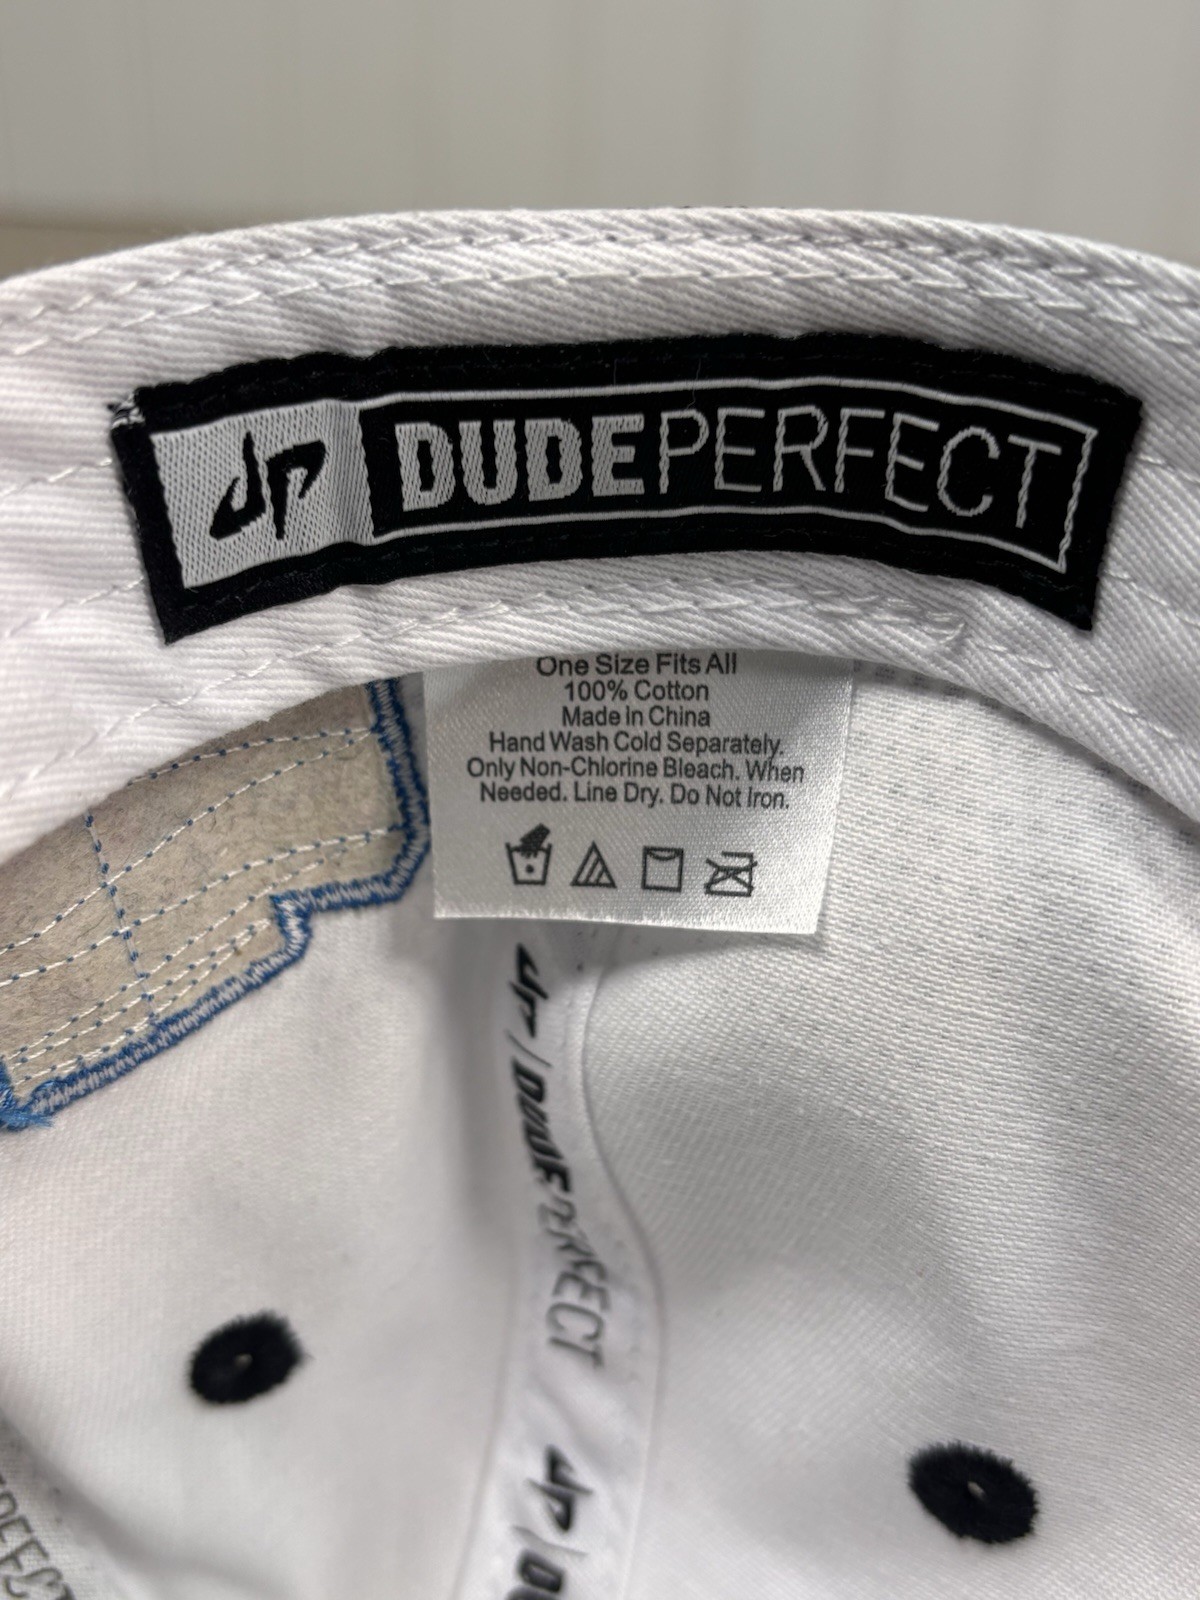 dp DUDEPERFECT
One Size Fits All
100% Cotton
Made in China
Hand Wash Cold Separately.
Only Non-Chlorine Bleach. When
Needed. Line Dry. Do Not Iron.
dp / DUDEPERFECT
dp